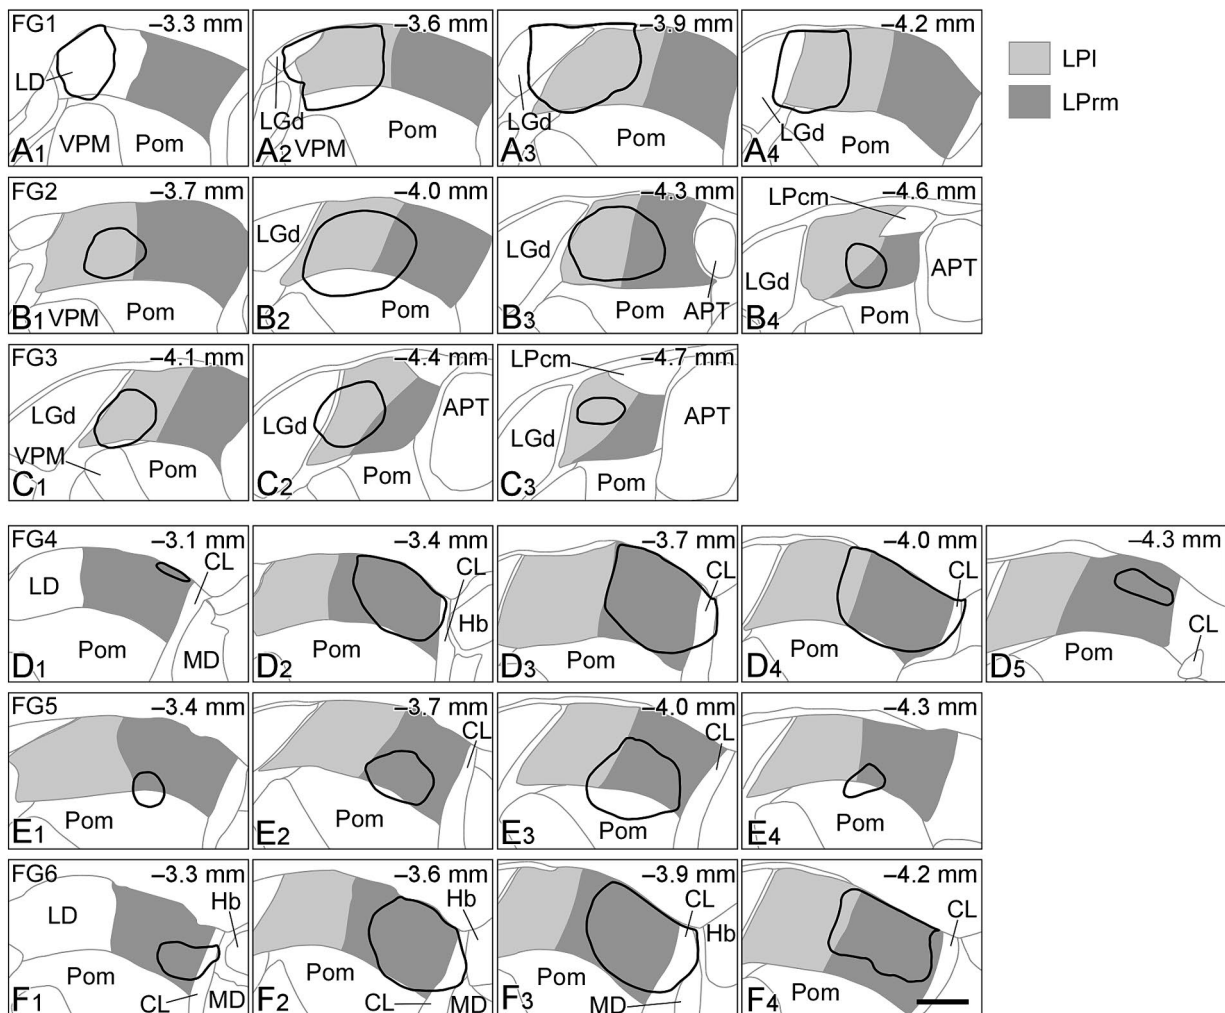 FG1 –3.3 mm
LD
VPM Pom
A1
–3.6 mm
LGd
VPM Pom
A2
–3.9 mm
LGd
Pom
A3
–4.2 mm
LGd
Pom
A4
LPl
LPrm
FG2 –3.7 mm
VPM Pom
B1
–4.0 mm
LGd
Pom
B2
–4.3 mm
LGd
Pom
APT
B3
–4.6 mm
LPcm
LGd
APT
Pom
B4
FG3 –4.1 mm
LGd
VPM
Pom
C1
–4.4 mm
LGd
APT
Pom
C2
–4.7 mm
LPcm
LGd
APT
Pom
C3
FG4 –3.1 mm
CL
LD
Pom
MD
D1
–3.4 mm
CL
Hb
Pom
D2
–3.7 mm
CL
Pom
D3
–4.0 mm
CL
Pom
D4
–4.3 mm
Pom
CL
D5
FG5 –3.4 mm
Pom
E1
–3.7 mm
CL
Pom
E2
–4.0 mm
CL
Pom
E3
–4.3 mm
Pom
E4
FG6 –3.3 mm
Hb
LD
Pom
CL MD
F1
–3.6 mm
Hb
Pom
CL MD
F2
–3.9 mm
CL
Hb
Pom
MD
F3
–4.2 mm
CL
Pom
F4